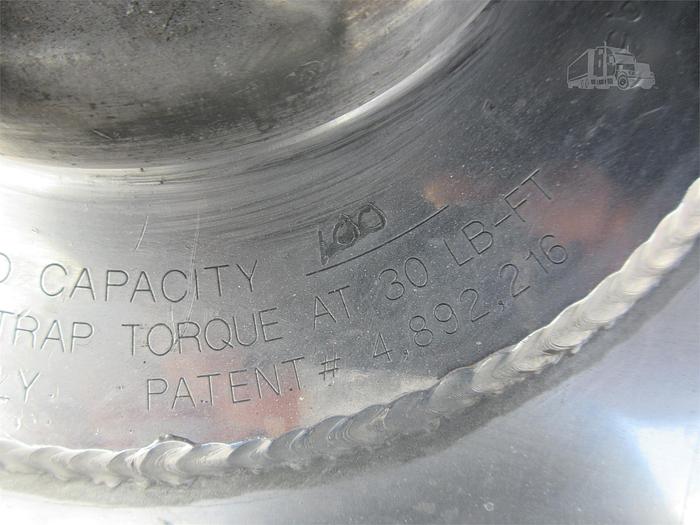 CAPACITY 100
TRAP TORQUE AT 30 LB-FT
PATENT # 4,892,216